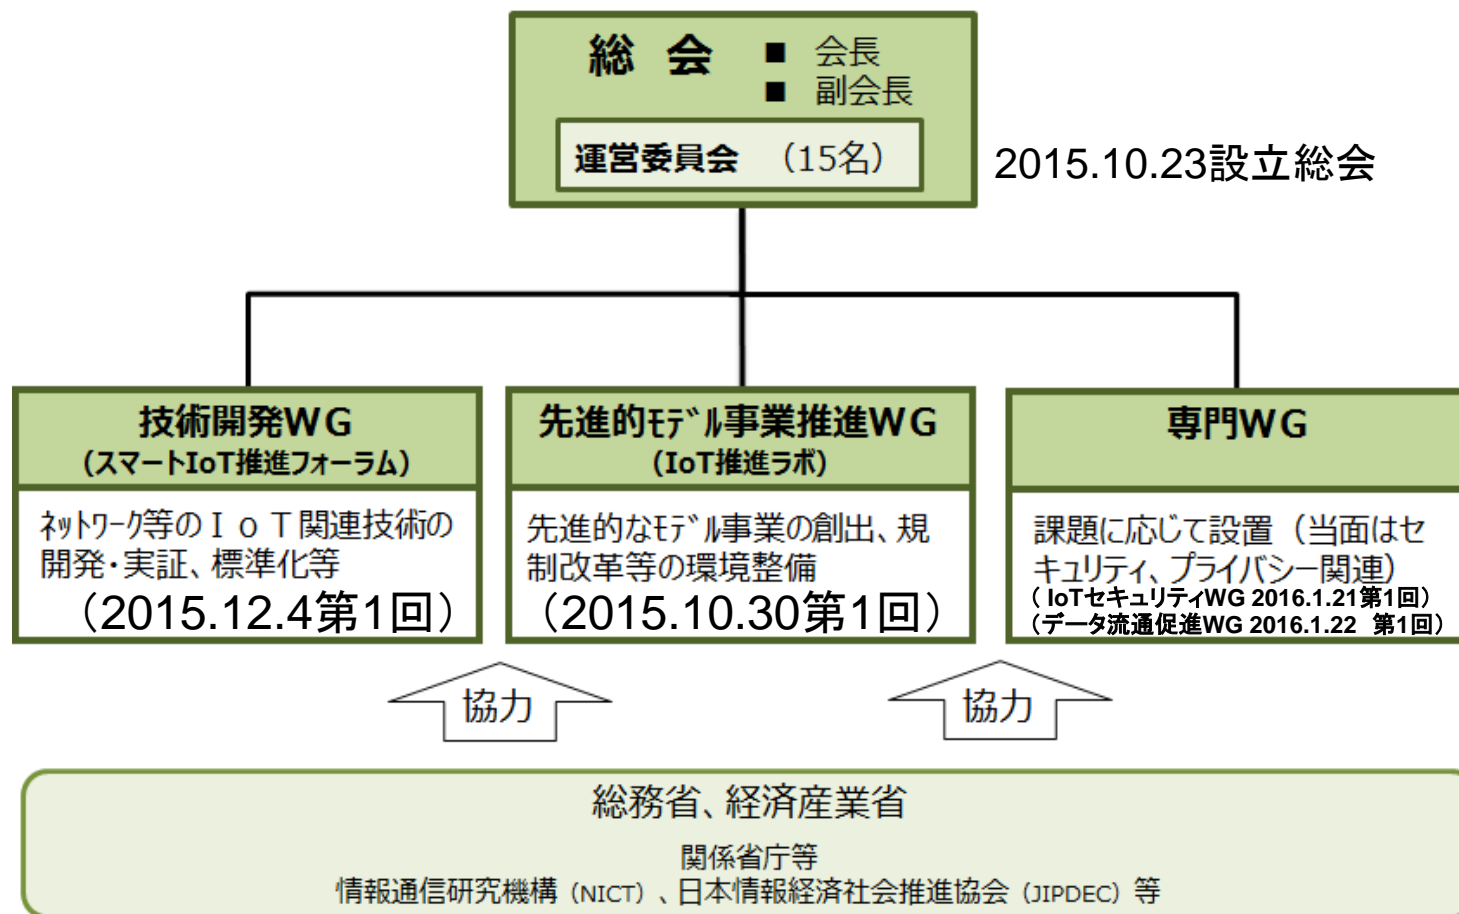 総 会 ■ 会長
■ 副会長
運営委員会 （15名）
2015.10.23設立総会
技術開発WG
（スマートIoT推進フォーラム）
ﾈｯﾄﾜｰｸ等のＩｏＴ関連技術の
開発・実証、標準化等
（2015.12.4第1回）
先進的ﾓﾃﾞﾙ事業推進WG
（IoT推進ラボ）
先進的なﾓﾃﾞﾙ事業の創出、規
制改革等の環境整備
（2015.10.30第1回）
専門WG
課題に応じて設置（当面はセ
キュリティ、プライバシー関連）
（ IoTセキュリティWG 2016.1.21第1回）
（データ流通促進WG 2016.1.22 第1回）
協力
協力
総務省、経済産業省
関係省庁等
情報通信研究機構（NICT）、日本情報経済社会推進協会（JIPDEC）等